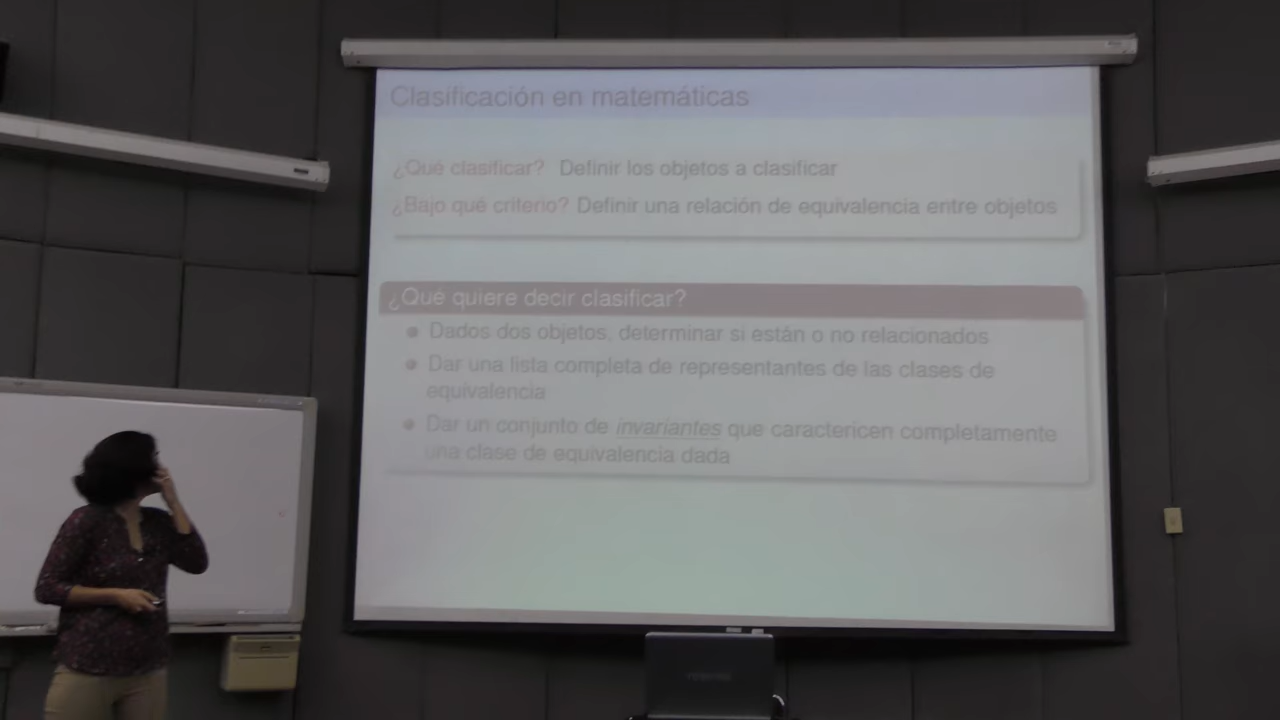 Clasificación en matemáticas
¿Qué clasificar? Definir los objetos a clasificar
¿Bajo qué criterio? Definir una relación de equivalencia entre objetos
¿Qué quiere decir clasificar?
Dados dos objetos, determinar si están o no relacionados
Dar una lista completa de representantes de las clases de
equivalencia
Dar un conjunto de invariantes que caractericen completamente
una clase de equivalencia dada